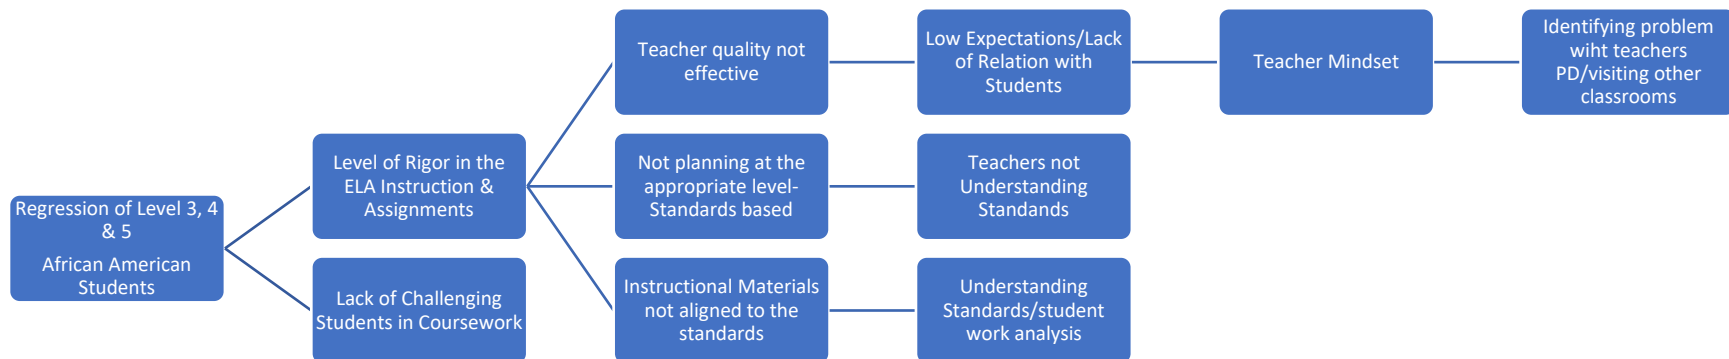 Regression of Level 3, 4
& 5
African American
Students
Level of Rigor in the
ELA Instruction &
Assignments
Lack of Challenging
Students in Coursework
Teacher quality not
effective
Not planning at the
appropriate level-
Standards based
Instructional Materials
not aligned to the
standards
Low Expectations/Lack
of Relation with
Students
Teachers not
Understanding
Standands
Understanding
Standards/student
work analysis
Teacher Mindset
Identifying problem
wiht teachers
PD/visiting other
classrooms